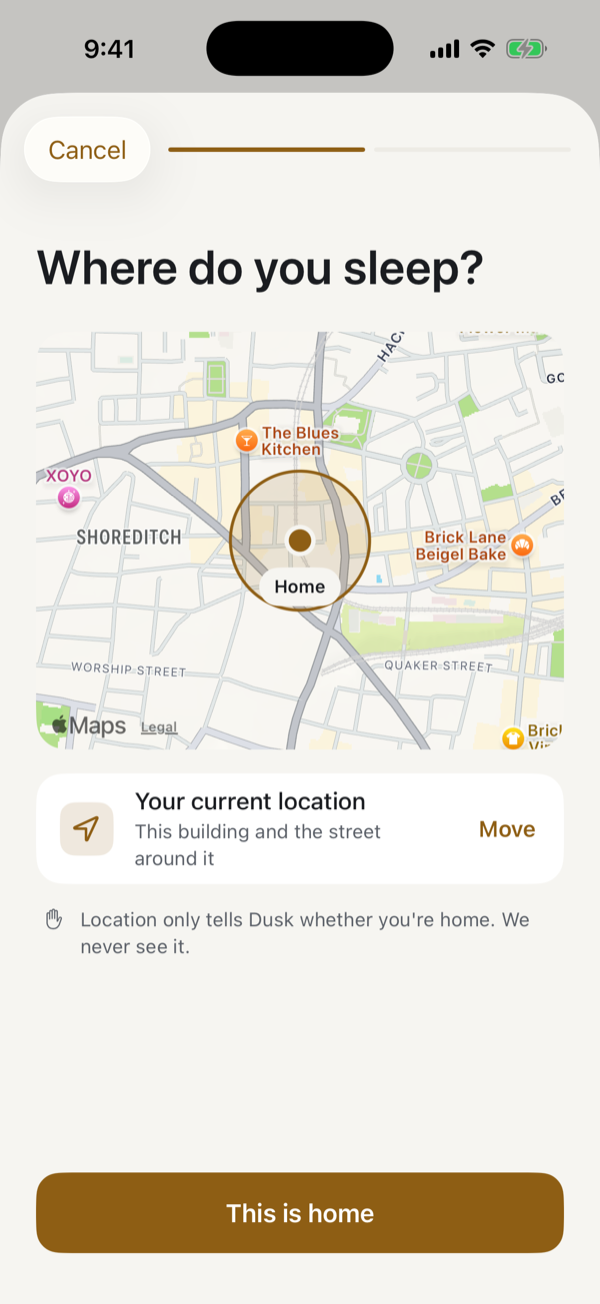 9:41
Cancel
Where do you sleep?
HAC
GO
The Blues
Kitchen
XOYO
SHOREDITCH
Brick Lane
Beigel Bake
Home
WORSHIP STREET
QUAKER STREET
Maps
Legal
Your current location
This building and the street
around it
Move
Location only tells Dusk whether you're home. We
never see it.
This is home